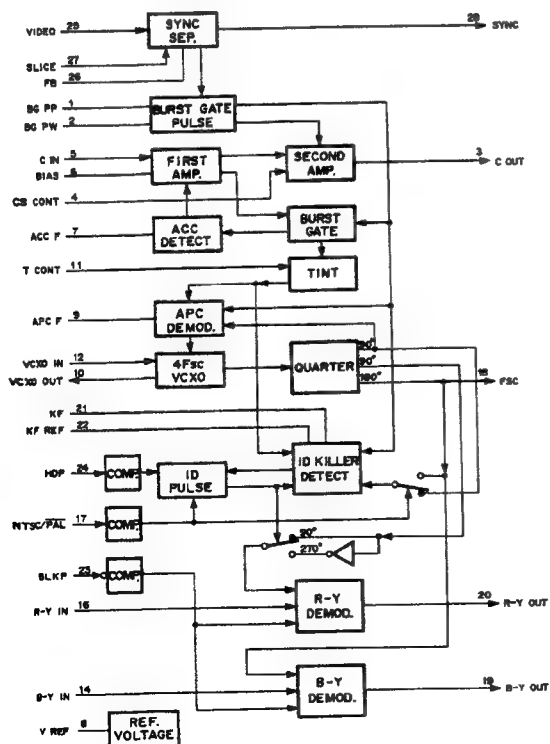 VIDEO 29
SYNC SEP.
28 SYNC
SLICE 27
FB 26
BG PP 1
BG PW 2
BURST GATE PULSE
C IN 5
BIAS 6
FIRST AMP.
SECOND AMP.
3 C OUT
CS CONT 4
ACC F 7
ACC DETECT
BURST GATE
T CONT 11
TINT
APC F 9
APC DEMOD.
VCXO IN 12
VCXO OUT 10
4Fsc VCXO
QUARTER
90°
180°
FSC
KF 21
KF REF 22
HDP 24
COMP.
ID PULSE
ID KILLER DETECT
NTSC/PAL 17
COMP.
90°
270°
BLKP 23
COMP.
R-Y IN 16
R-Y DEMOD.
20 R-Y OUT
B-Y IN 14
B-Y DEMOD.
19 B-Y OUT
V REF
REF. VOLTAGE